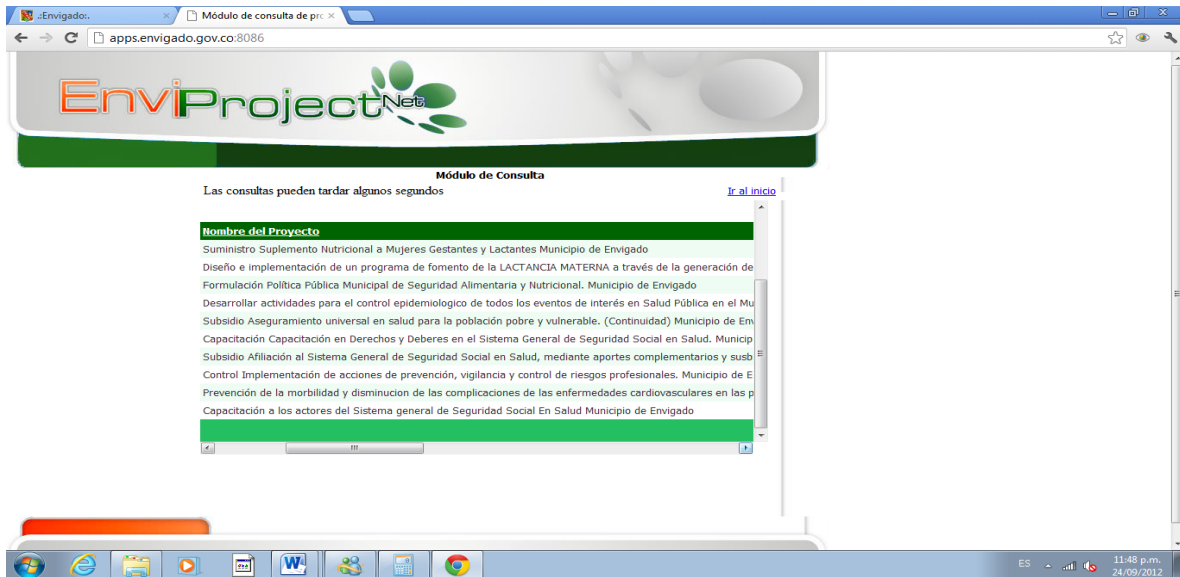 .:Envigado:.
Módulo de consulta de pro
apps.envigado.gov.co:8086
EnviProject Net
Módulo de Consulta
Las consultas pueden tardar algunos segundos
Ir al inicio
Nombre del Proyecto
Suministro Suplemento Nutricional a Mujeres Gestantes y Lactantes Municipio de Envigado
Diseño e implementación de un programa de fomento de la LACTANCIA MATERNA a través de la generación de
Formulación Política Pública Municipal de Seguridad Alimentaria y Nutricional. Municipio de Envigado
Desarrollar actividades para el control epidemiologico de todos los eventos de interés en Salud Pública en el Mu
Subsidio Aseguramiento universal en salud para la población pobre y vulnerable. (Continuidad) Municipio de Env
Capacitación Capacitación en Derechos y Deberes en el Sistema General de Seguridad Social en Salud. Municip
Subsidio Afiliación al Sistema General de Seguridad Social en Salud, mediante aportes complementarios y susb
Control Implementación de acciones de prevención, vigilancia y control de riesgos profesionales. Municipio de E
Prevención de la morbilidad y disminucion de las complicaciones de las enfermedades cardiovasculares en las p
Capacitación a los actores del Sistema general de Seguridad Social En Salud Municipio de Envigado
ES
11:48 p.m.
24/09/2012